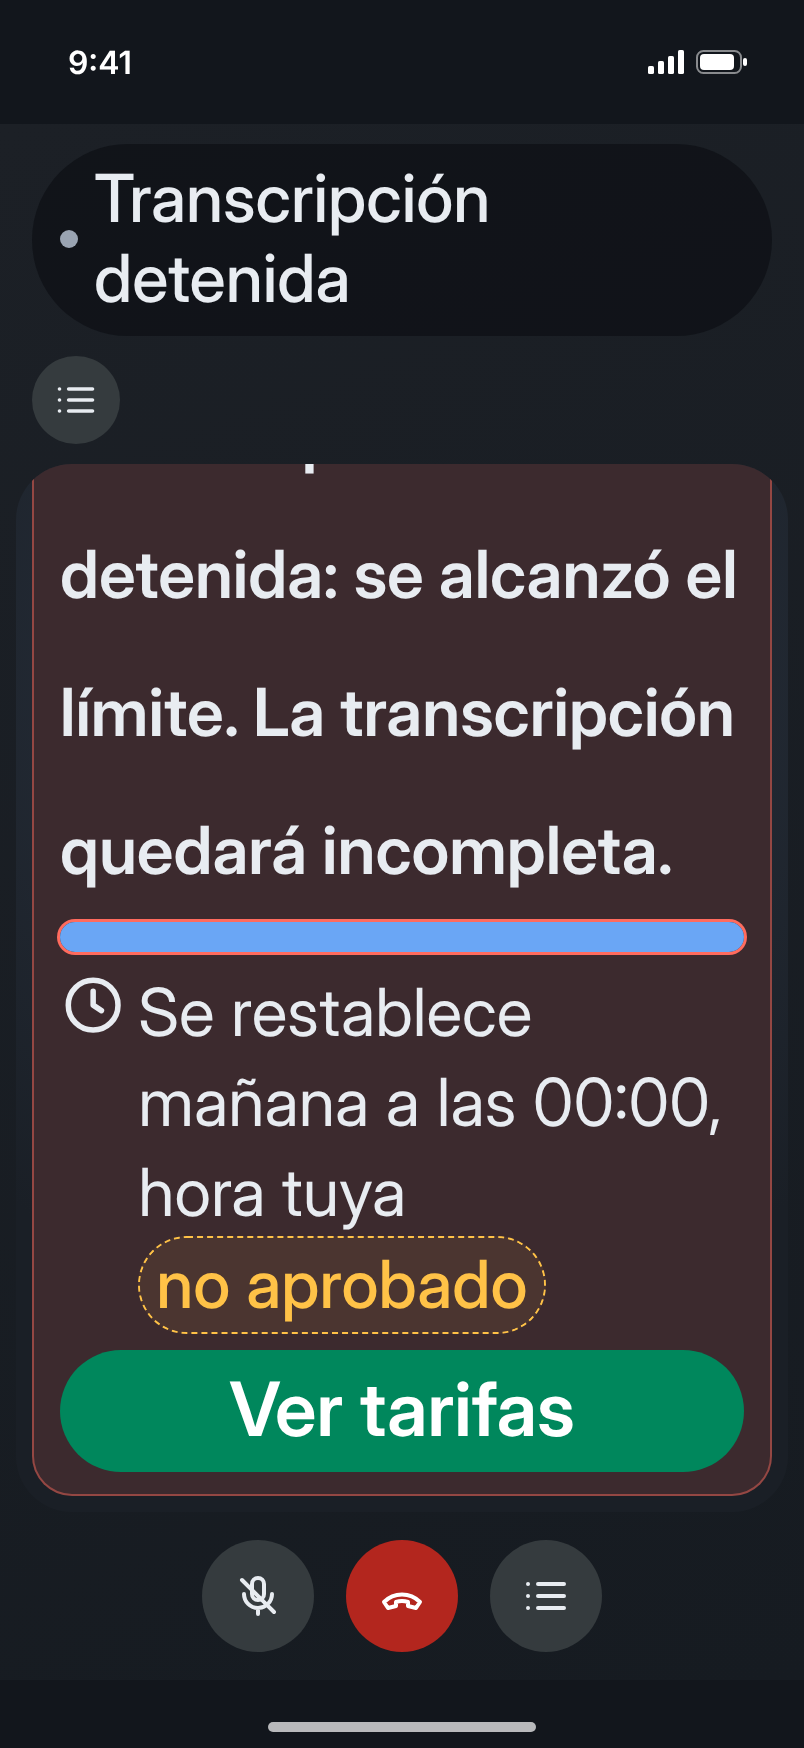 9:41
Transcripción
detenida
detenida: se alcanzó el
límite. La transcripción
quedará incompleta.
Se restablece
mañana a las 00:00,
hora tuya
no aprobado
Ver tarifas